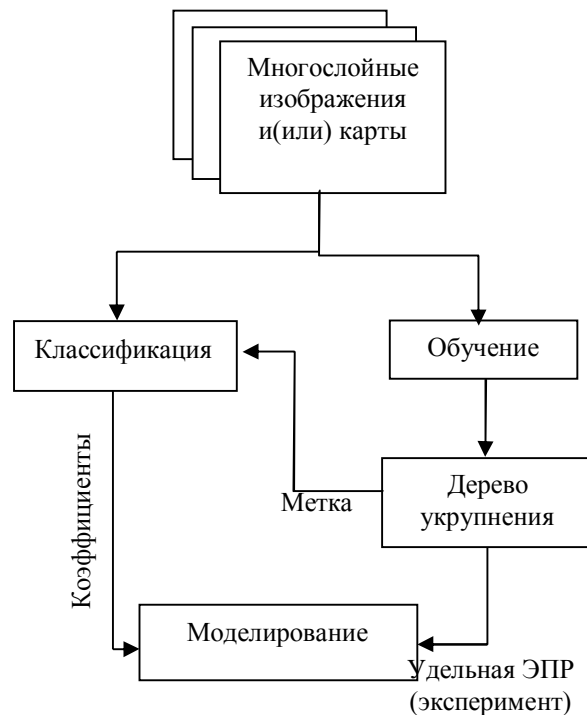 Многослойные
изображения
и(или) карты
Классификация
Обучение
Коэффициенты
Метка
Дерево
укрупнения
Моделирование
Удельная ЭПР
(эксперимент)